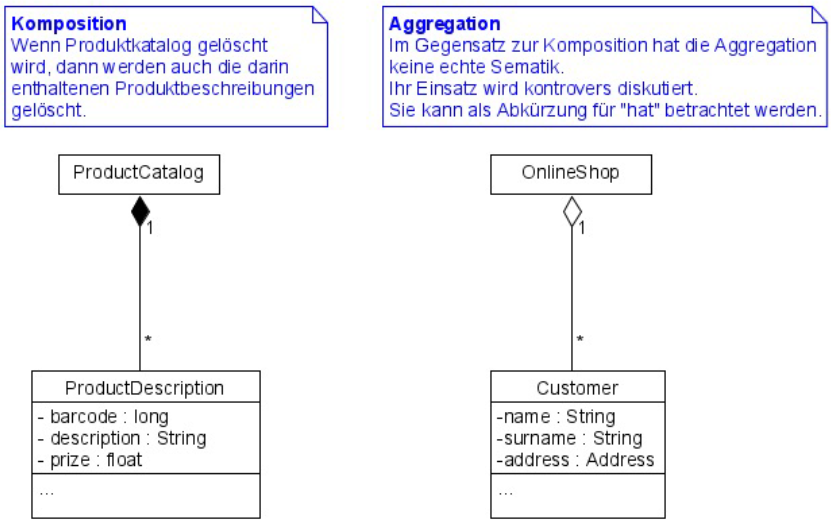 Komposition
Wenn Produktkatalog gelöscht
wird, dann werden auch die darin
enthaltenen Produktbeschreibungen
gelöscht.
Aggregation
Im Gegensatz zur Komposition hat die Aggregation
keine echte Sematik.
Ihr Einsatz wird kontrovers diskutiert.
Sie kann als Abkürzung für "hat" betrachtet werden.
ProductCatalog
1
*
ProductDescription
- barcode : long
- description : String
- prize : float
...
OnlineShop
1
*
Customer
-name : String
-surname : String
-address : Address
...